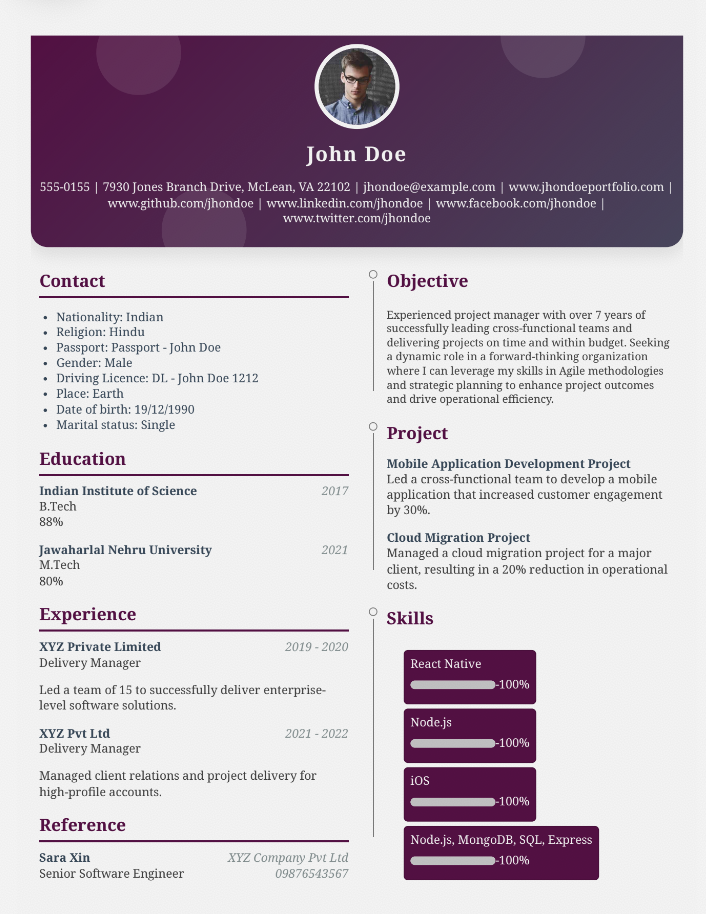 John Doe
555-0155 | 7930 Jones Branch Drive, McLean, VA 22102 | jhondoe@example.com | www.jhondoeportfolio.com |
www.github.com/jhondoe | www.linkedin.com/jhondoe | www.facebook.com/jhondoe |
www.twitter.com/jhondoe
Contact
• Nationality: Indian
• Religion: Hindu
• Passport: Passport - John Doe
• Gender: Male
• Driving Licence: DL - John Doe 1212
• Place: Earth
• Date of birth: 19/12/1990
• Marital status: Single
Education
Indian Institute of Science 2017
B.Tech
88%
Jawaharlal Nehru University 2021
M.Tech
80%
Experience
XYZ Private Limited 2019 - 2020
Delivery Manager
Led a team of 15 to successfully deliver enterprise-
level software solutions.
XYZ Pvt Ltd 2021 - 2022
Delivery Manager
Managed client relations and project delivery for
high-profile accounts.
Reference
Sara Xin XYZ Company Pvt Ltd
Senior Software Engineer 09876543567
Objective
Experienced project manager with over 7 years of
successfully leading cross-functional teams and
delivering projects on time and within budget. Seeking
a dynamic role in a forward-thinking organization
where I can leverage my skills in Agile methodologies
and strategic planning to enhance project outcomes
and drive operational efficiency.
Project
Mobile Application Development Project
Led a cross-functional team to develop a mobile
application that increased customer engagement
by 30%.
Cloud Migration Project
Managed a cloud migration project for a major
client, resulting in a 20% reduction in operational
costs.
Skills
React Native
-100%
Node.js
-100%
iOS
-100%
Node.js, MongoDB, SQL, Express
-100%